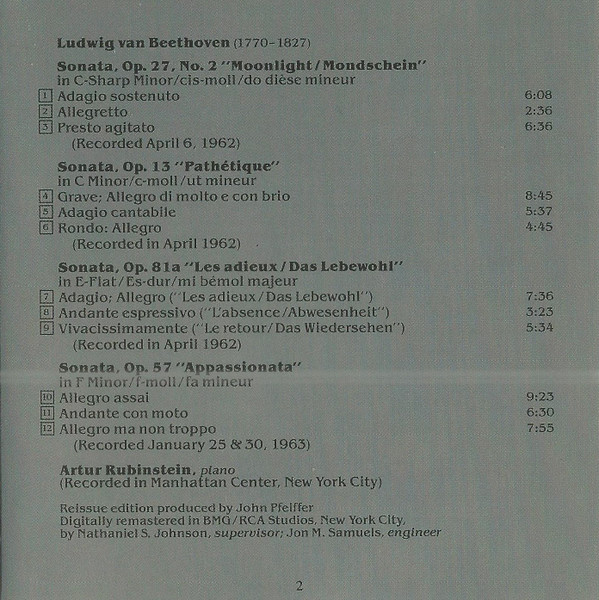 Ludwig van Beethoven (1770–1827)
Sonata, Op. 27, No. 2 "Moonlight/Mondschein"
in C-Sharp Minor/cis-moll/do dièse mineur
1 Adagio sostenuto 6:08
2 Allegretto 2:36
3 Presto agitato 6:36
(Recorded April 6, 1962)
Sonata, Op. 13 "Pathétique"
in C Minor/c-moll/ut mineur
4 Grave; Allegro di molto e con brio 8:45
5 Adagio cantabile 5:37
6 Rondo: Allegro 4:45
(Recorded in April 1962)
Sonata, Op. 81a "Les adieux/Das Lebewohl"
in E-Flat/Es-dur/mi bémol majeur
7 Adagio; Allegro ("Les adieux/Das Lebewohl") 7:36
8 Andante espressivo ("L'absence/Abwesenheit") 3:23
9 Vivacissimamente ("Le retour/Das Wiedersehen") 5:34
(Recorded in April 1962)
Sonata, Op. 57 "Appassionata"
in F Minor/f-moll/fa mineur
10 Allegro assai 9:23
11 Andante con moto 6:30
12 Allegro ma non troppo 7:55
(Recorded January 25 & 30, 1963)
Artur Rubinstein, piano
(Recorded in Manhattan Center, New York City)
Reissue edition produced by John Pfeiffer
Digitally remastered in BMG/RCA Studios, New York City,
by Nathaniel S. Johnson, supervisor; Jon M. Samuels, engineer
2